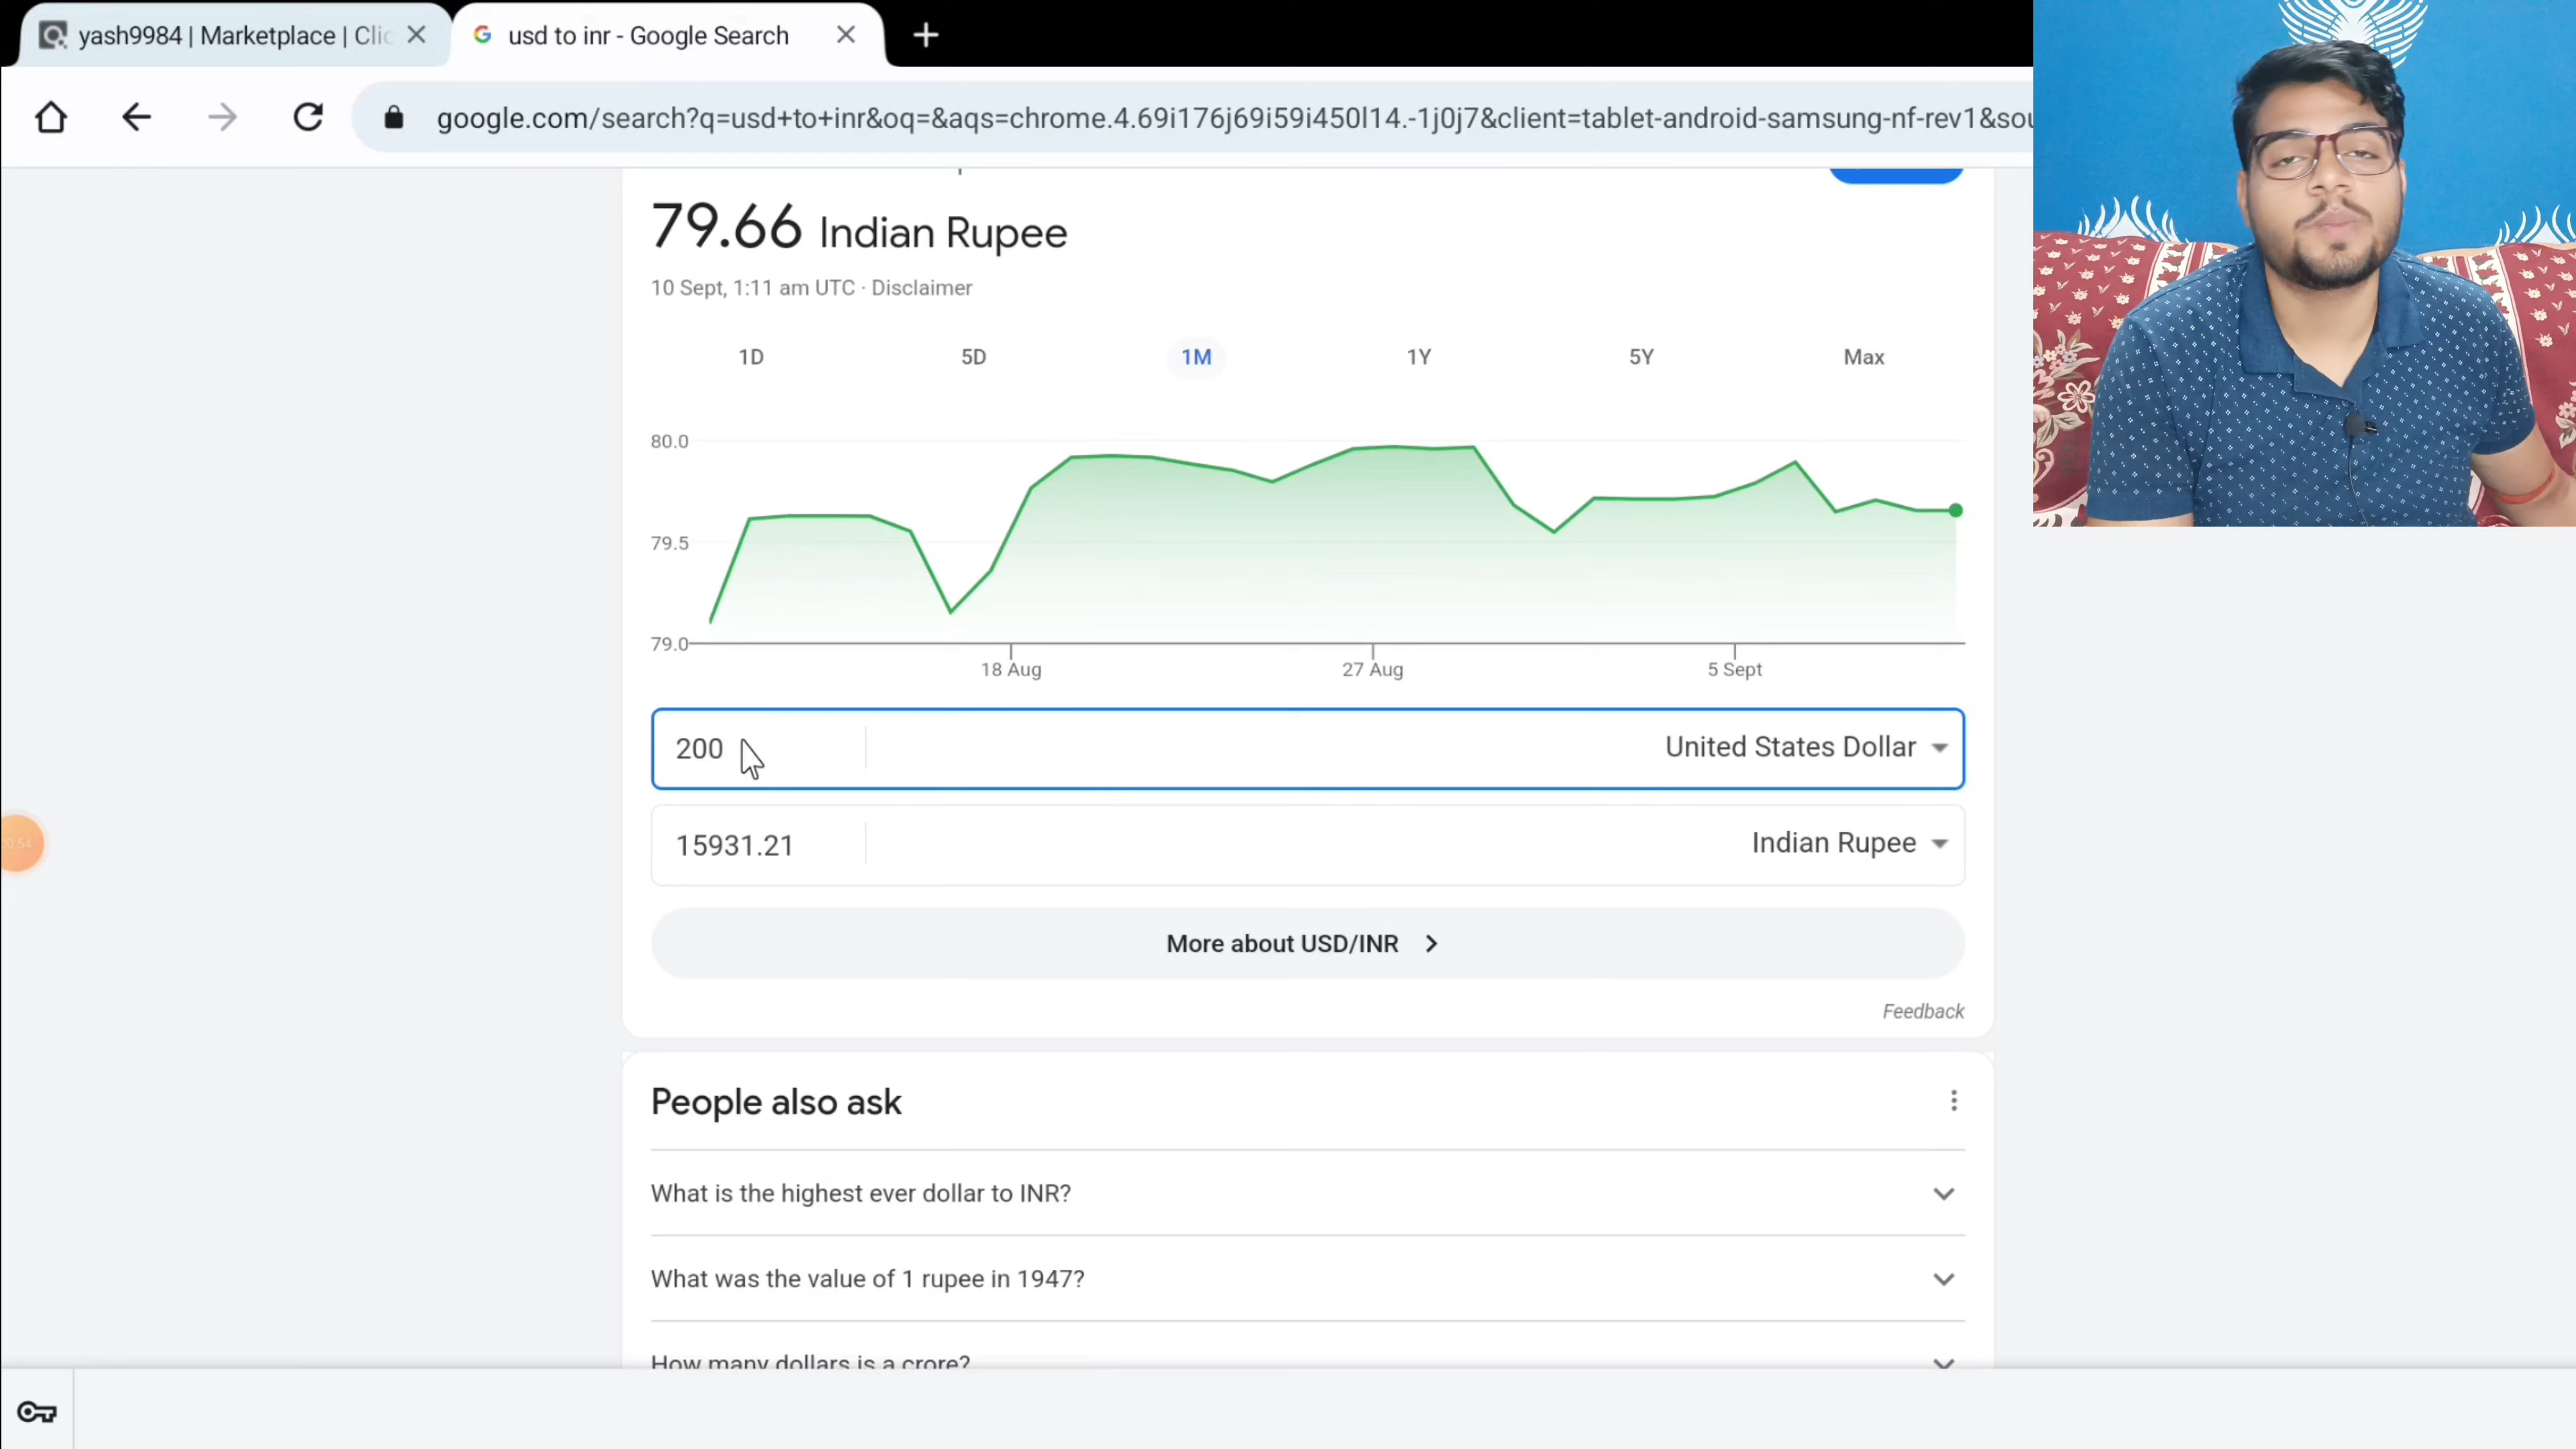 yash9984 | Marketplace | Clic
usd to inr - Google Search
google.com/search?q=usd+to+inr&oq=&aqs=chrome.4.69i176j69i59i450l14.-1j0j7&client=tablet-android-samsung-nf-rev1&sou
79.66 Indian Rupee
10 Sept, 1:11 am UTC · Disclaimer
1D 5D 1M 1Y 5Y Max
80.0
79.5
79.0
18 Aug 27 Aug 5 Sept
200 United States Dollar
00:54
15931.21 Indian Rupee
More about USD/INR
Feedback
People also ask
What is the highest ever dollar to INR?
What was the value of 1 rupee in 1947?
How many dollars is a crore?